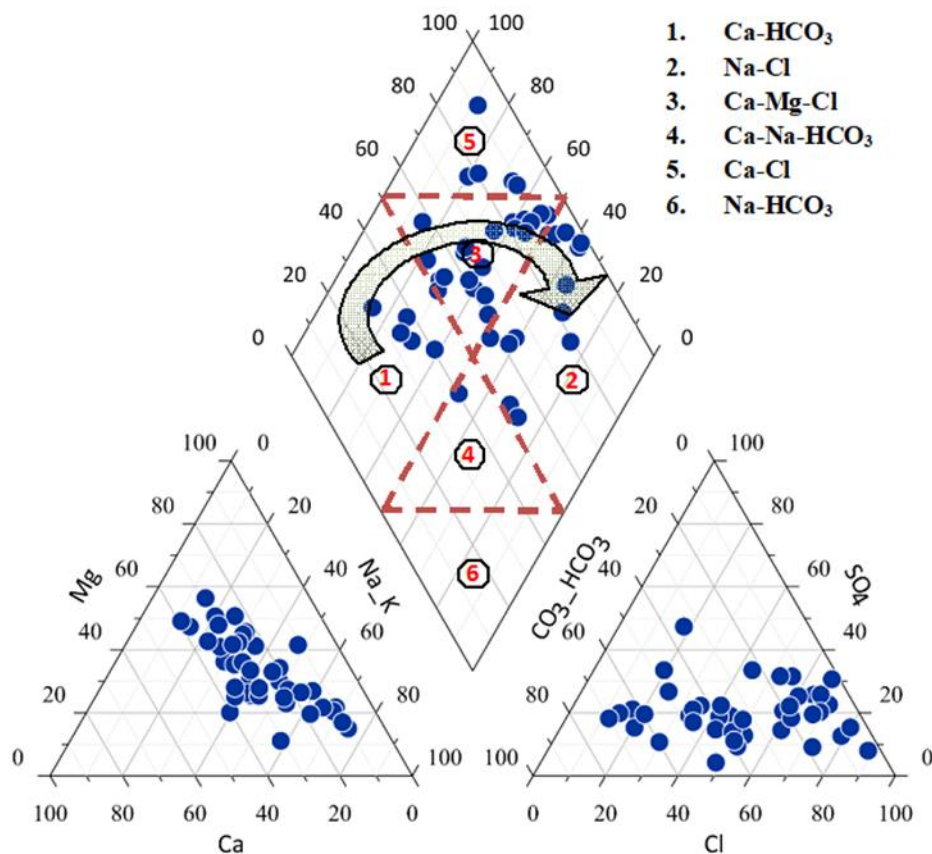 100 100
1. Ca-HCO₃
2. Na-Cl
3. Ca-Mg-Cl
4. Ca-Na-HCO₃
5. Ca-Cl
6. Na-HCO₃
80 80
5
60 60
40 40
3
20 20
0 0
1
2
4
6
100 0
80 20
60 40
40 60
20 80
0 100
Mg
Na_K
100 80 60 40 20 0
Ca
0 100
20 80
40 60
60 40
80 20
100 0
CO₃_HCO₃
SO₄
0 20 40 60 80 100
Cl